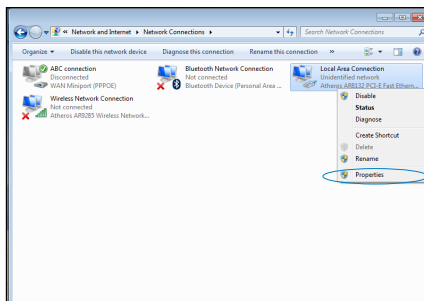 « Network and Internet ▸ Network Connections ▸
Search Network Connections
Organize ▾ Disable this network device Diagnose this connection Rename this connection »
ABC connection
Disconnected
WAN Miniport (PPPOE)
Bluetooth Network Connection
Not connected
Bluetooth Device (Personal Area ...
Local Area Connection
Unidentified network
Atheros AR8132 PCI-E Fast Ethern...
Wireless Network Connection
Not connected
Atheros AR9285 Wireless Network...
Disable
Status
Diagnose
Create Shortcut
Delete
Rename
Properties